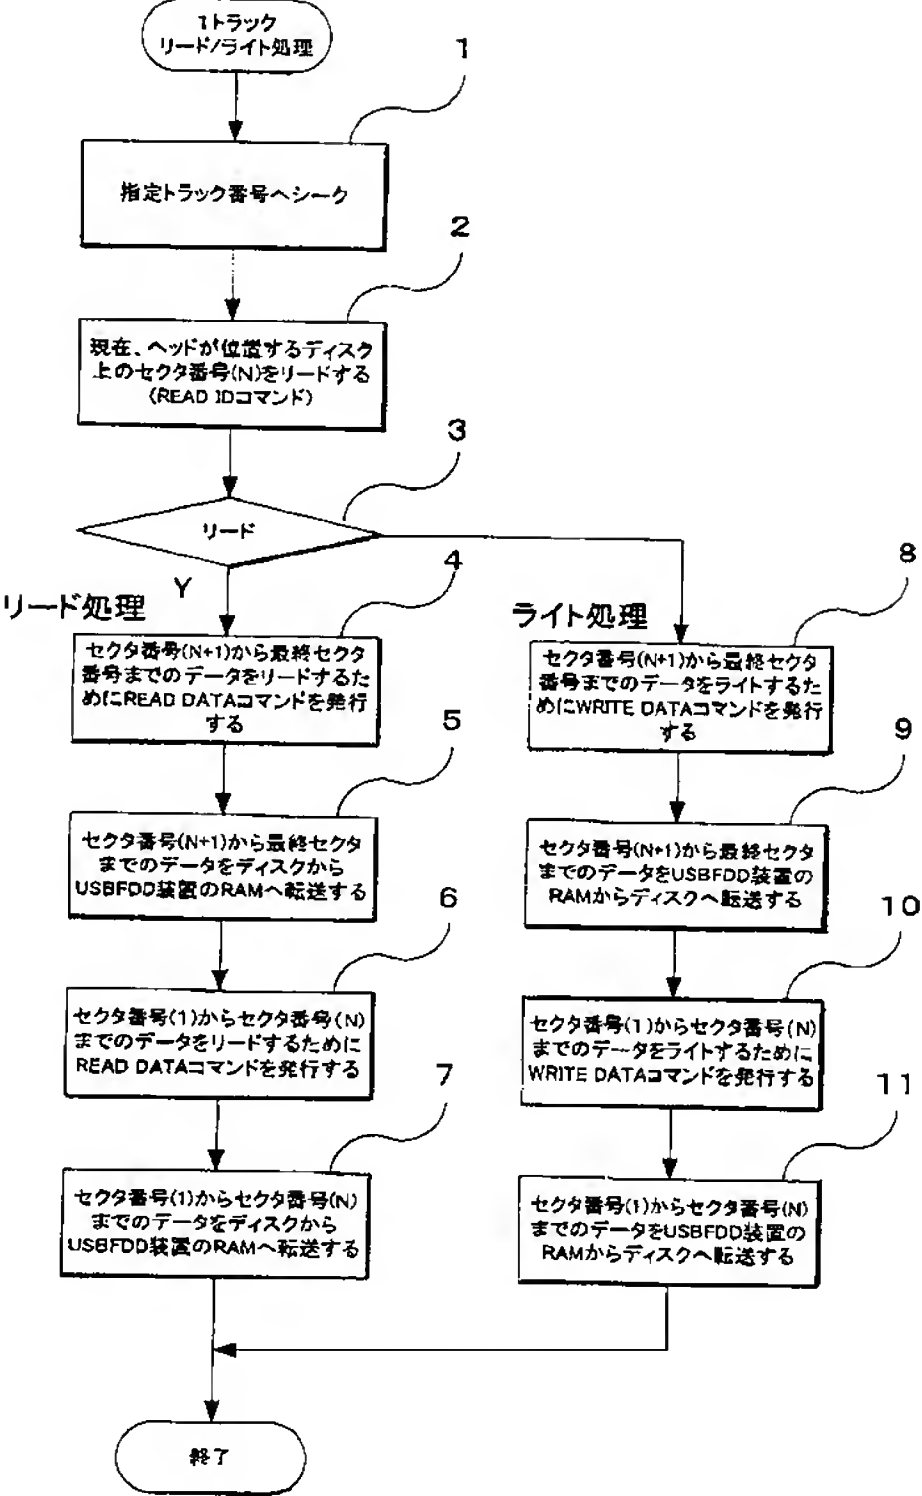 1トラック
リード/ライト処理
1
指定トラック番号へシーク
2
現在、ヘッドが位置するディスク
上のセクタ番号(N)をリードする
(READ IDコマンド)
3
リード
Y
リード処理
4
セクタ番号(N+1)から最終セクタ
番号までのデータをリードするた
めにREAD DATAコマンドを発行
する
5
セクタ番号(N+1)から最終セクタ
までのデータをディスクから
USBFDD装置のRAMへ転送する
6
セクタ番号(1)からセクタ番号(N)
までのデータをリードするために
READ DATAコマンドを発行する
7
セクタ番号(1)からセクタ番号(N)
までのデータをディスクから
USBFDD装置のRAMへ転送する
ライト処理
8
セクタ番号(N+1)から最終セクタ
番号までのデータをライトするた
めにWRITE DATAコマンドを発行
する
9
セクタ番号(N+1)から最終セクタ
までのデータをUSBFDD装置の
RAMからディスクへ転送する
10
セクタ番号(1)からセクタ番号(N)
までのデータをライトするために
WRITE DATAコマンドを発行する
11
セクタ番号(1)からセクタ番号(N)
までのデータをUSBFDD装置の
RAMからディスクへ転送する
終了